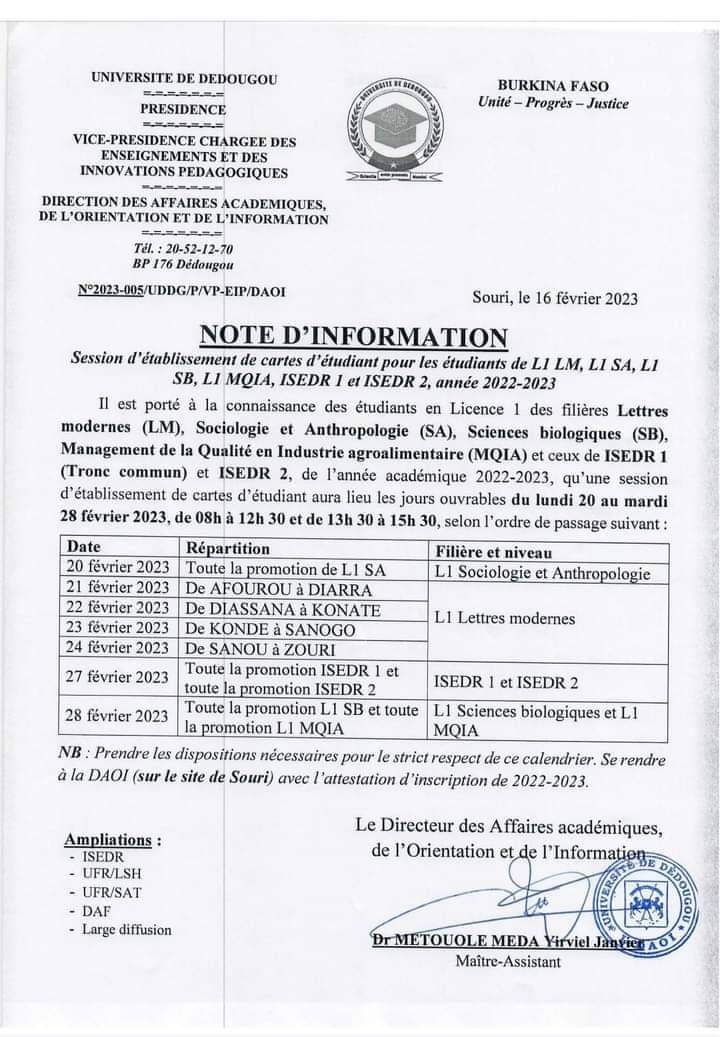 UNIVERSITE DE DEDOUGOU
=-=-=-=-=-=-=
PRESIDENCE
=-=-=-=-=-=-=
VICE-PRESIDENCE CHARGEE DES
ENSEIGNEMENTS ET DES
INNOVATIONS PEDAGOGIQUES
=-=-=-=-=-=-=
DIRECTION DES AFFAIRES ACADEMIQUES,
DE L'ORIENTATION ET DE L'INFORMATION
=-=-=-=-=-=-=
Tél. : 20-52-12-70
BP 176 Dédougou
N°2023-005/UDDG/P/VP-EIP/DAOI
UNIVERSITE DE DEDOUGOU
BURKINA FASO
Unité – Progrès – Justice
Souri, le 16 février 2023
NOTE D'INFORMATION
Session d'établissement de cartes d'étudiant pour les étudiants de L1 LM, L1 SA, L1
SB, L1 MQIA, ISEDR 1 et ISEDR 2, année 2022-2023
Il est porté à la connaissance des étudiants en Licence 1 des filières Lettres
modernes (LM), Sociologie et Anthropologie (SA), Sciences biologiques (SB),
Management de la Qualité en Industrie agroalimentaire (MQIA) et ceux de ISEDR 1
(Tronc commun) et ISEDR 2, de l'année académique 2022-2023, qu'une session
d'établissement de cartes d'étudiant aura lieu les jours ouvrables du lundi 20 au mardi
28 février 2023, de 08h à 12h 30 et de 13h 30 à 15h 30, selon l'ordre de passage suivant :
Date Répartition Filière et niveau
20 février 2023 Toute la promotion de L1 SA L1 Sociologie et Anthropologie
21 février 2023 De AFOUROU à DIARRA
22 février 2023 De DIASSANA à KONATE
L1 Lettres modernes
23 février 2023 De KONDE à SANOGO
24 février 2023 De SANOU à ZOURI
27 février 2023 Toute la promotion ISEDR 1 et
toute la promotion ISEDR 2 ISEDR 1 et ISEDR 2
28 février 2023 Toute la promotion L1 SB et toute
la promotion L1 MQIA L1 Sciences biologiques et L1
MQIA
NB : Prendre les dispositions nécessaires pour le strict respect de ce calendrier. Se rendre
à la DAOI (sur le site de Souri) avec l'attestation d'inscription de 2022-2023.
Ampliations :
- ISEDR
- UFR/LSH
- UFR/SAT
- DAF
- Large diffusion
Le Directeur des Affaires académiques,
de l'Orientation et de l'Information
UNIVERSITÉ DE DÉDOUGOU
DAOI
Dr METOUOLE MEDA Yirviel Janvier
Maître-Assistant